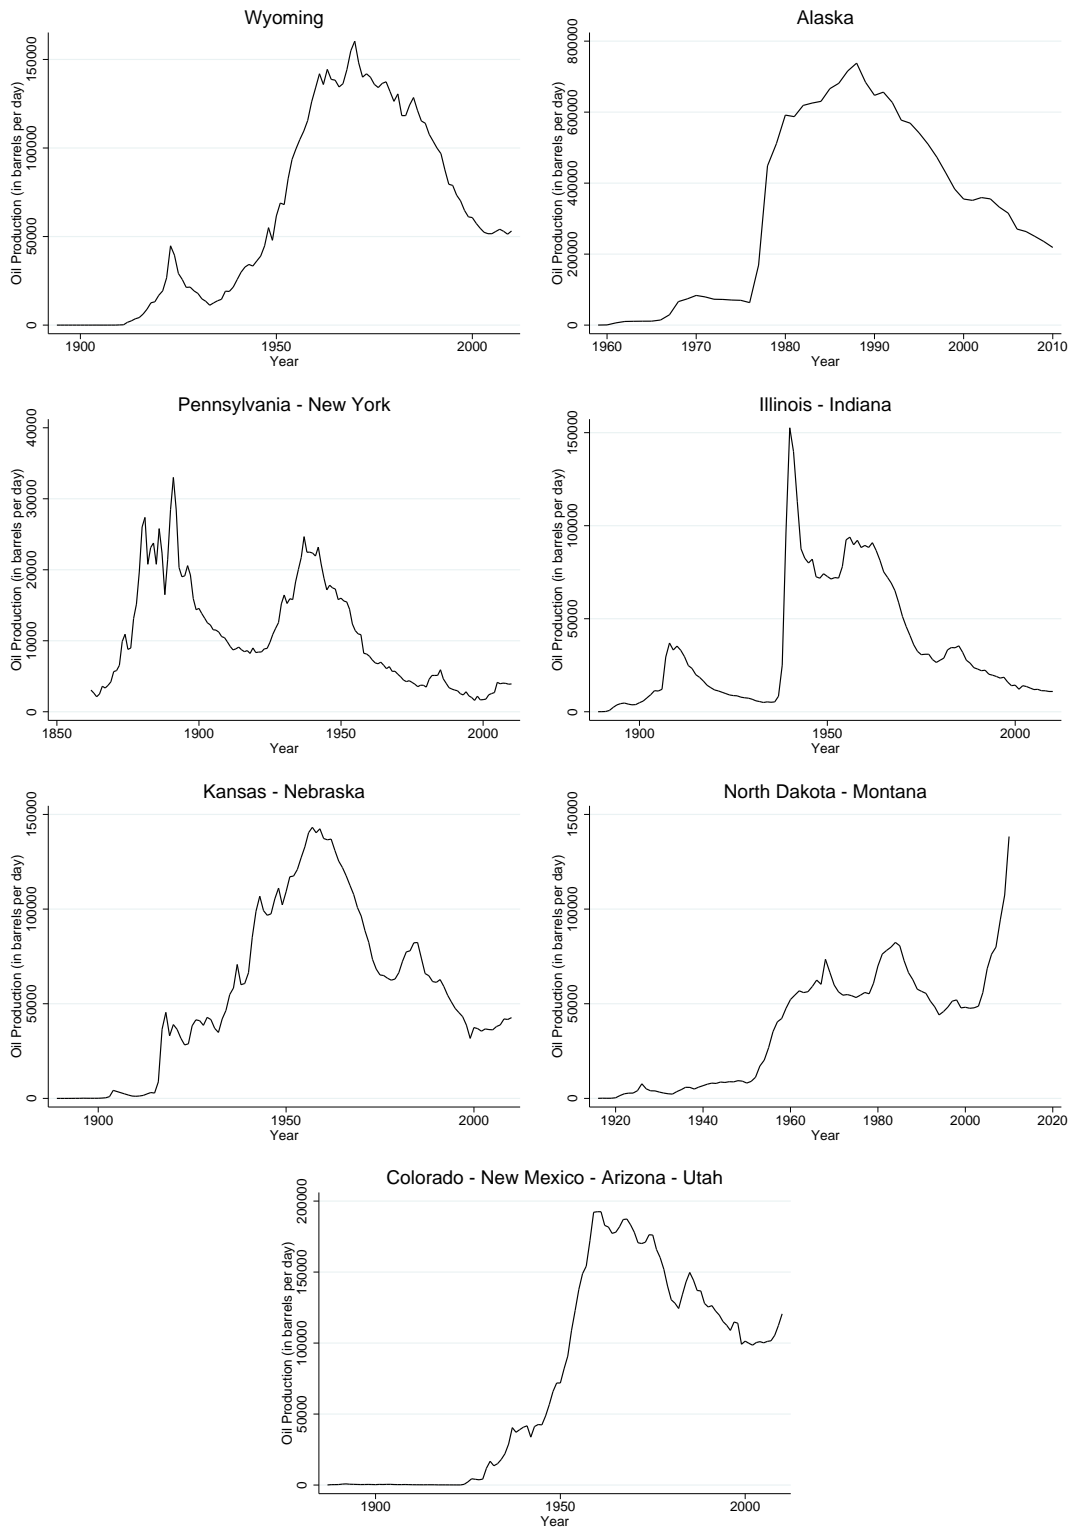 Wyoming
Oil Production (in barrels per day)
150000
100000
50000
0
1900 1950 2000
Year
Alaska
Oil Production (in barrels per day)
800000
600000
400000
200000
0
1960 1970 1980 1990 2000 2010
Year
Pennsylvania - New York
Oil Production (in barrels per day)
40000
30000
20000
10000
0
1850 1900 1950 2000
Year
Illinois - Indiana
Oil Production (in barrels per day)
150000
100000
50000
0
1900 1950 2000
Year
Kansas - Nebraska
Oil Production (in barrels per day)
150000
100000
50000
0
1900 1950 2000
Year
North Dakota - Montana
Oil Production (in barrels per day)
150000
100000
50000
0
1920 1940 1960 1980 2000 2020
Year
Colorado - New Mexico - Arizona - Utah
Oil Production (in barrels per day)
200000
150000
100000
50000
0
1900 1950 2000
Year